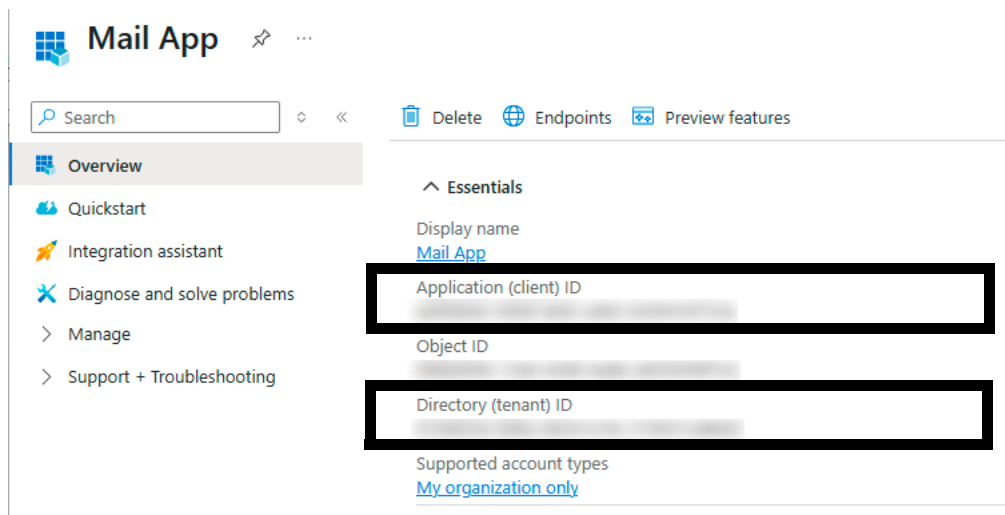 Mail App
Search
Overview
Quickstart
Integration assistant
Diagnose and solve problems
Manage
Support + Troubleshooting
Delete Endpoints Preview features
Essentials
Display name
Mail App
Application (client) ID
Object ID
Directory (tenant) ID
Supported account types
My organization only